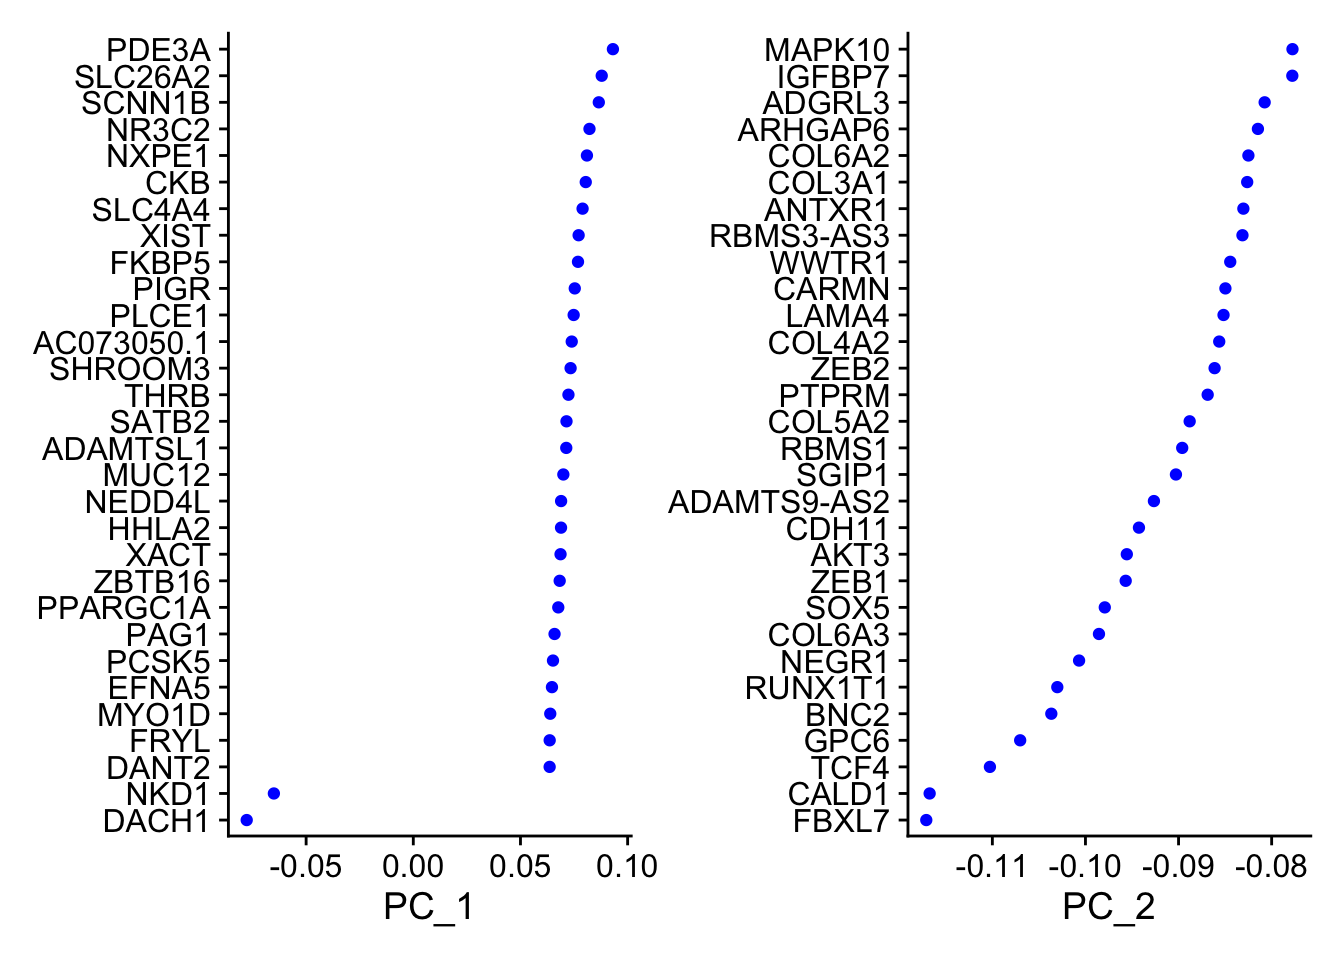 PDE3A
SLC26A2
SCNN1B
NR3C2
NXPE1
CKB
SLC4A4
XIST
FKBP5
PIGR
PLCE1
AC073050.1
SHROOM3
THRB
SATB2
ADAMTSL1
MUC12
NEDD4L
HHLA2
XACT
ZBTB16
PPARGC1A
PAG1
PCSK5
EFNA5
MYO1D
FRYL
DANT2
NKD1
DACH1
-0.05 0.00 0.05 0.10
PC_1
MAPK10
IGFBP7
ADGRL3
ARHGAP6
COL6A2
COL3A1
ANTXR1
RBMS3-AS3
WWTR1
CARMN
LAMA4
COL4A2
ZEB2
PTPRM
COL5A2
RBMS1
SGIP1
ADAMTS9-AS2
CDH11
AKT3
ZEB1
SOX5
COL6A3
NEGR1
RUNX1T1
BNC2
GPC6
TCF4
CALD1
FBXL7
-0.11 -0.10 -0.09 -0.08
PC_2